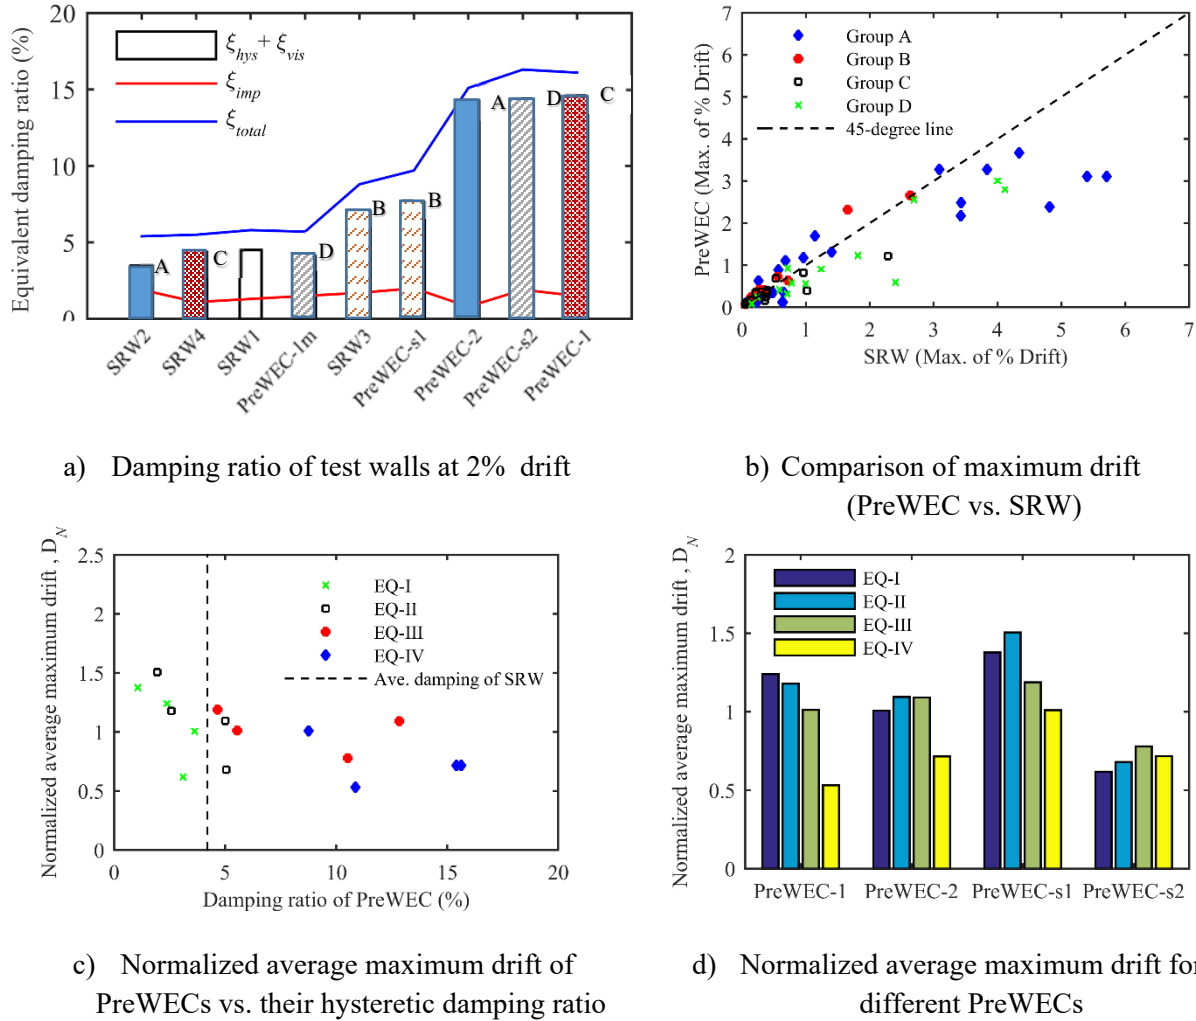 Equivalent damping ratio (%)
20
15
10
5
0
ξhys + ξvis
ξimp
ξtotal
A
C
D
B
B
A
D
C
SRW2
SRW4
SRW1
PreWEC-1m
SRW3
PreWEC-s1
PreWEC-2
PreWEC-s2
PreWEC-1
a) Damping ratio of test walls at 2% drift
PreWEC (Max. of % Drift)
7
6
5
4
3
2
1
0
Group A
Group B
Group C
Group D
45-degree line
0 1 2 3 4 5 6 7
SRW (Max. of % Drift)
b) Comparison of maximum drift
(PreWEC vs. SRW)
Normalized average maximum drift , DN
2.5
2
1.5
1
0.5
0
EQ-I
EQ-II
EQ-III
EQ-IV
Ave. damping of SRW
0 5 10 15 20
Damping ratio of PreWEC (%)
c) Normalized average maximum drift of
PreWECs vs. their hysteretic damping ratio
Normalized average maximum drift , DN
2
1.5
1
0.5
0
EQ-I
EQ-II
EQ-III
EQ-IV
PreWEC-1 PreWEC-2 PreWEC-s1 PreWEC-s2
d) Normalized average maximum drift for
different PreWECs